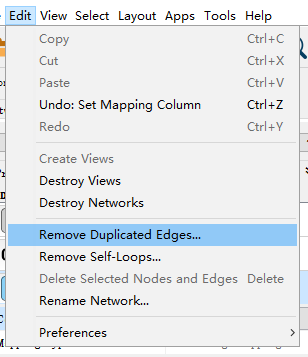 Edit View Select Layout Apps Tools Help
Copy Ctrl+C
Cut Ctrl+X
Paste Ctrl+V
Undo: Set Mapping Column Ctrl+Z
Redo Ctrl+Y
Create Views
Destroy Views
Destroy Networks
Remove Duplicated Edges...
Remove Self-Loops...
Delete Selected Nodes and Edges Delete
Rename Network...
Preferences